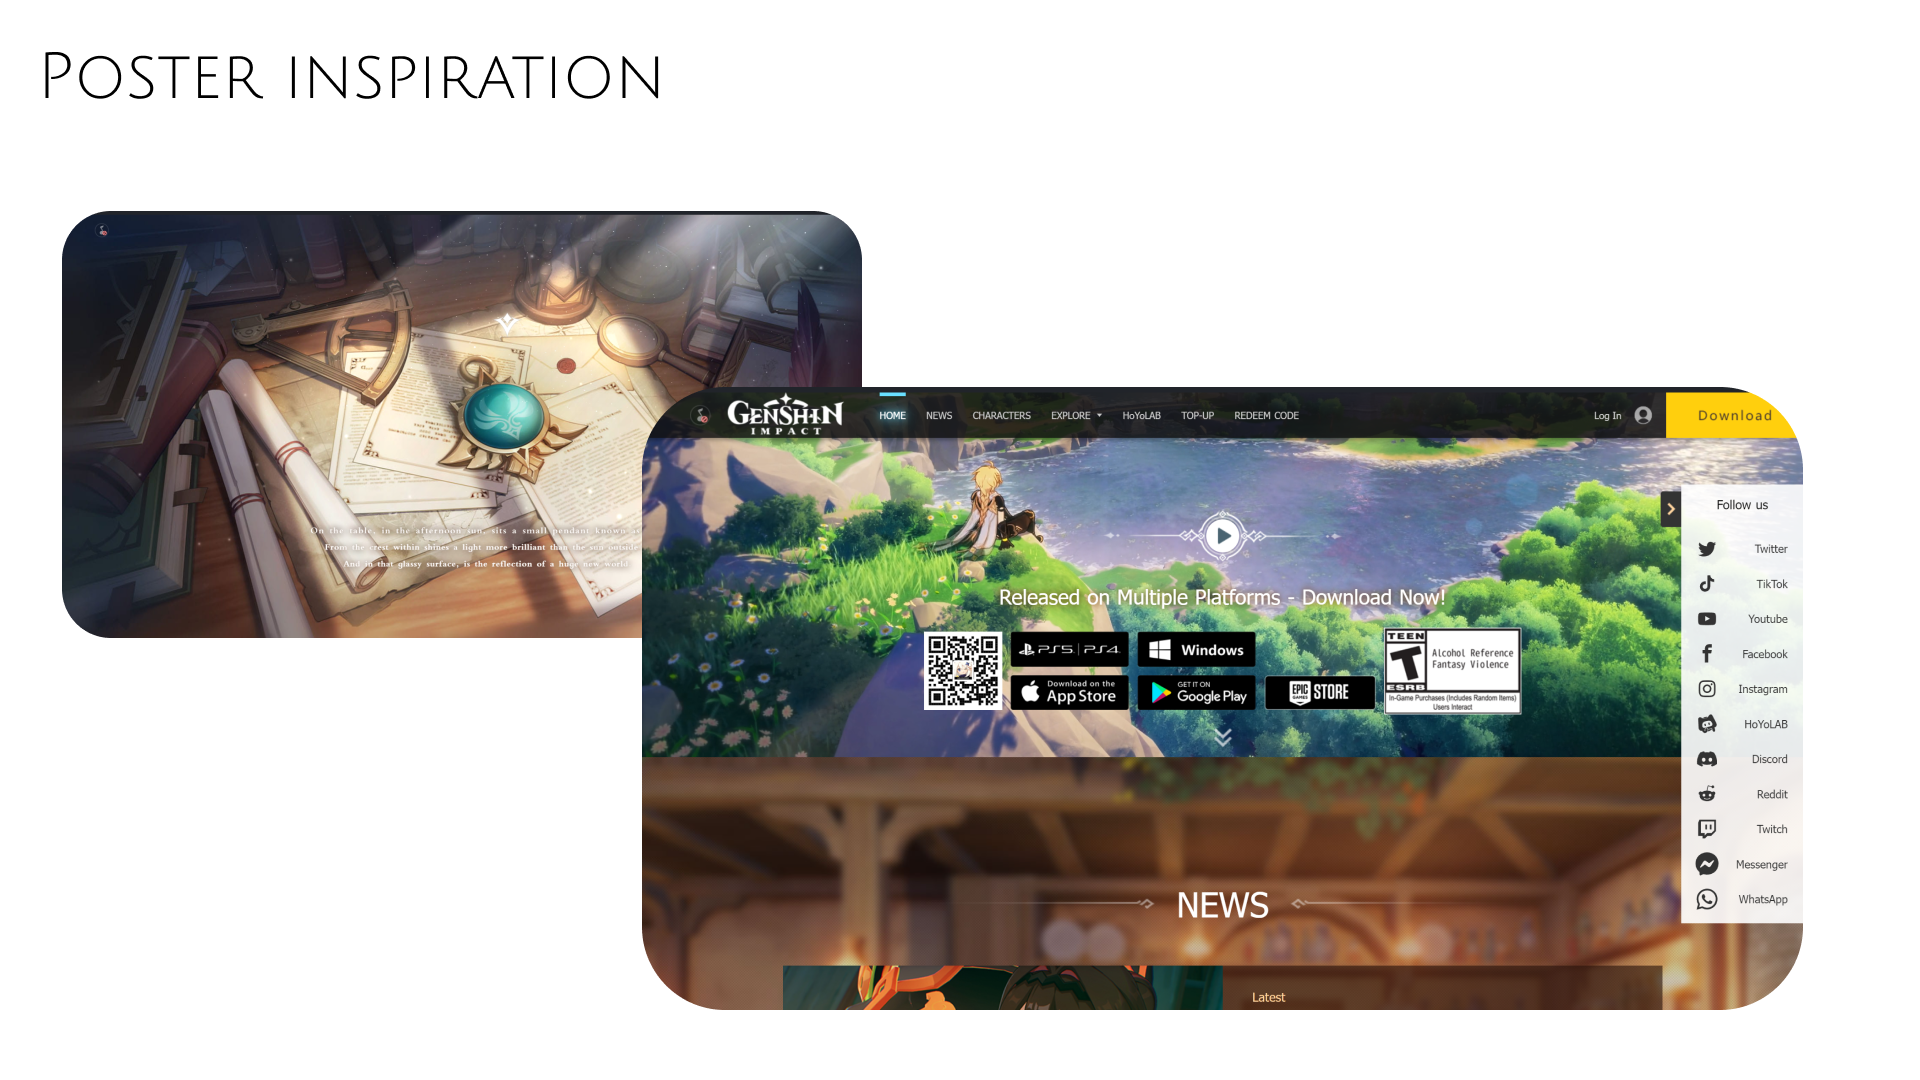 Poster inspiration
On the table, in the afternoon sun, sits a small pendant known as
From the crest within shines a light more brilliant than the sun outside
And in that glassy surface, is the reflection of a huge new world.
GENSHIN
IMPACT
HOME
NEWS
CHARACTERS
EXPLORE
HoYoLAB
TOP-UP
REDEEM CODE
Log In
Download
Released on Multiple Platforms - Download Now!
PS5 | PS4
Windows
Download on the
App Store
GET IT ON
Google Play
EPIC
GAMES
STORE
TEEN
T
ESRB
Alcohol Reference
Fantasy Violence
In-Game Purchases (Includes Random Items)
Users Interact
Follow us
Twitter
TikTok
Youtube
Facebook
Instagram
HoYoLAB
Discord
Reddit
Twitch
Messenger
WhatsApp
NEWS
Latest